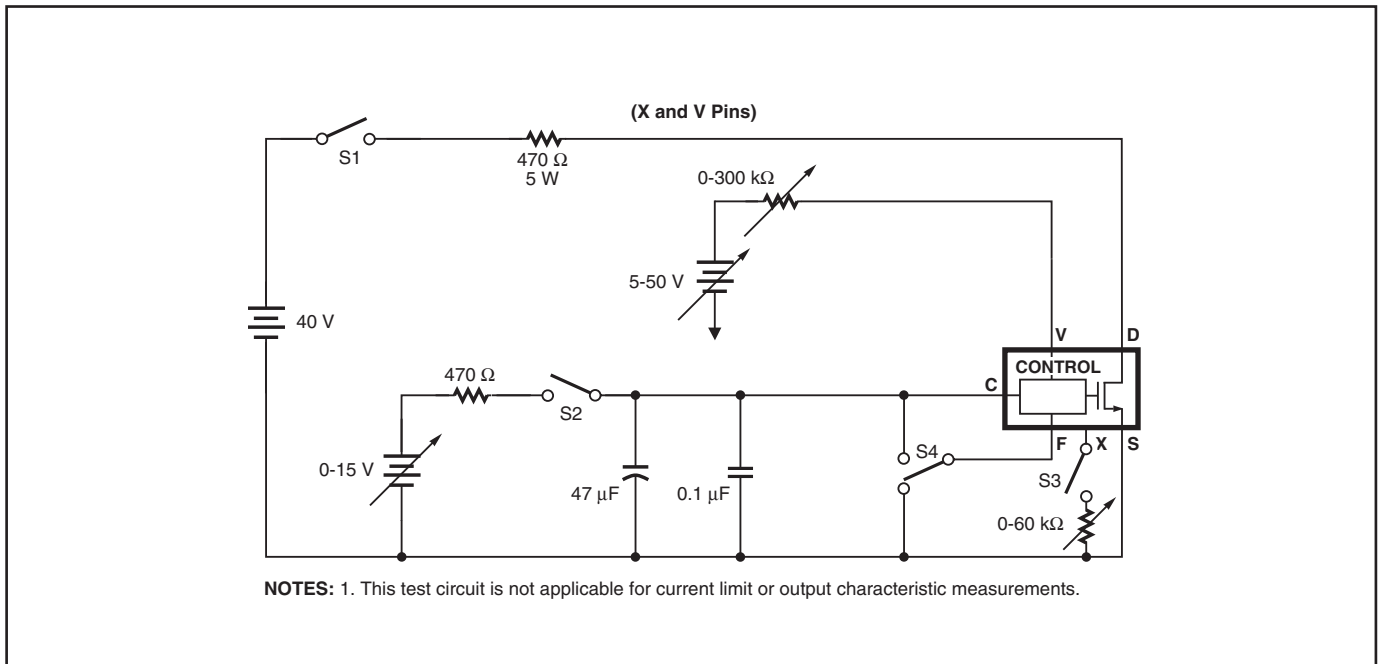 (X and V Pins)
S1
470 Ω
5 W
0-300 kΩ
5-50 V
40 V
V
D
CONTROL
C
470 Ω
S2
F
X
S
S4
S3
0-15 V
47 µF
0.1 µF
0-60 kΩ
NOTES: 1. This test circuit is not applicable for current limit or output characteristic measurements.